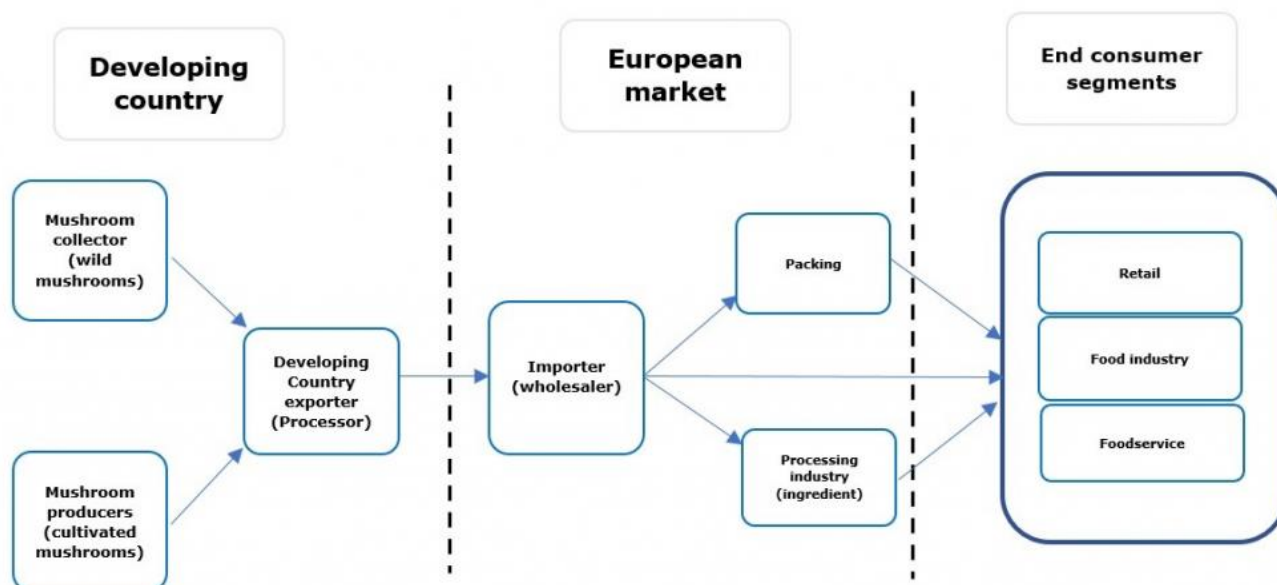 Developing
country
European
market
End consumer
segments
Mushroom
collector
(wild
mushrooms)
Mushroom
producers
(cultivated
mushrooms)
Developing
Country
exporter
(Processor)
Importer
(wholesaler)
Packing
Processing
industry
(ingredient)
Retail
Food industry
Foodservice